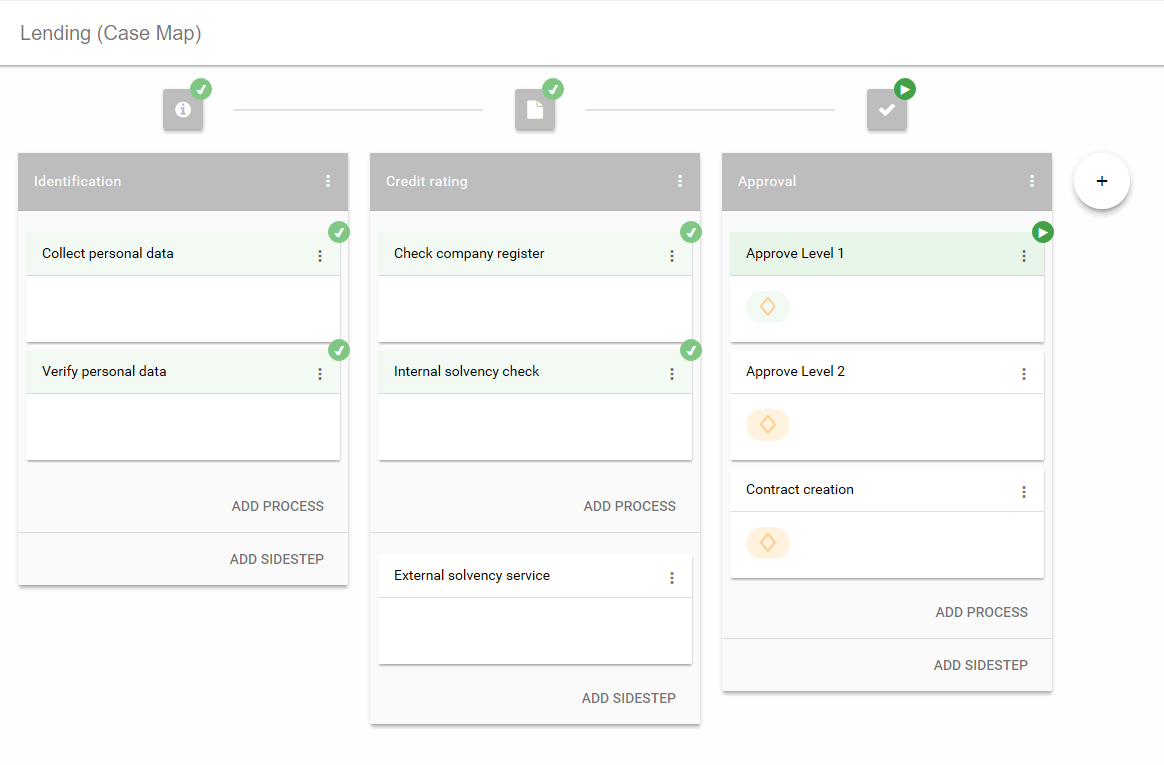 Lending (Case Map)
Identification
Collect personal data
Verify personal data
ADD PROCESS
ADD SIDESTEP
Credit rating
Check company register
Internal solvency check
ADD PROCESS
External solvency service
ADD SIDESTEP
Approval
Approve Level 1
Approve Level 2
Contract creation
ADD PROCESS
ADD SIDESTEP
+